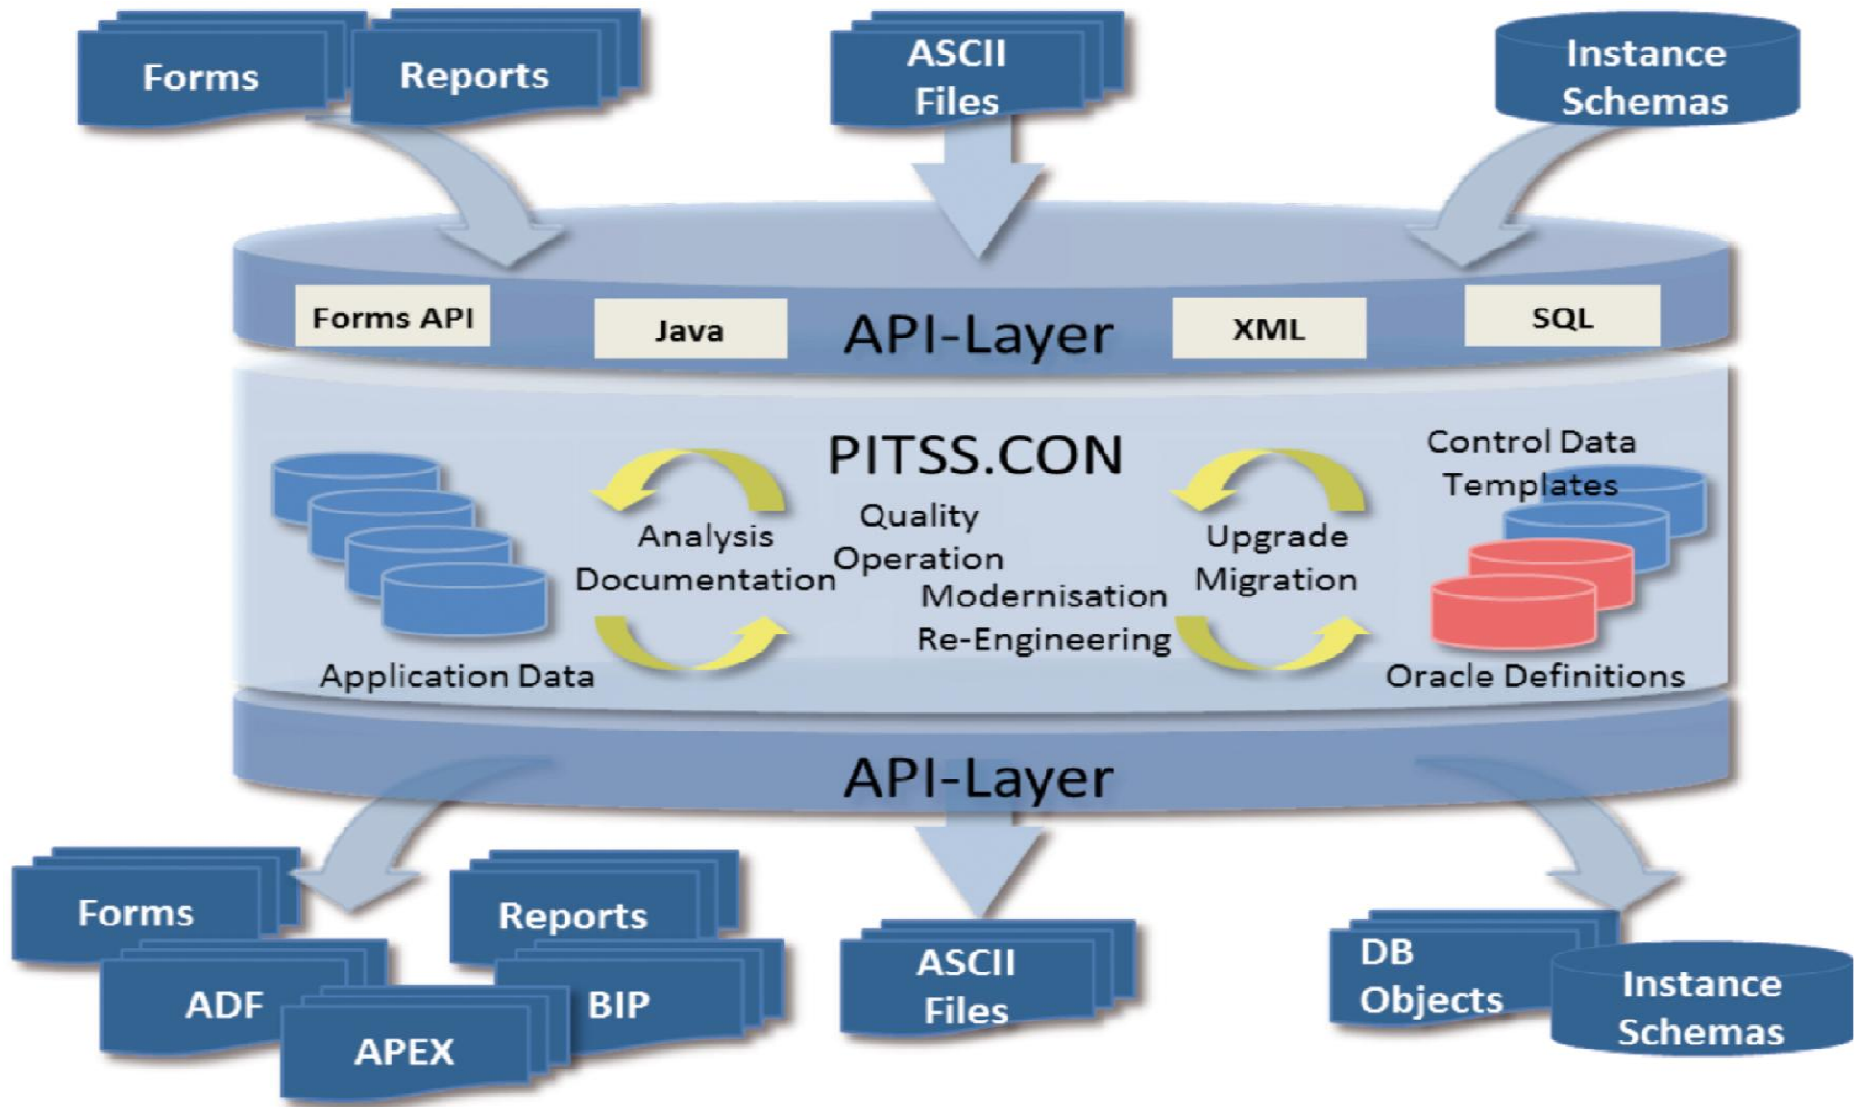 Forms
Reports
ASCII
Files
Instance
Schemas
Forms API
Java
API-Layer
XML
SQL
PITSS.CON
Control Data
Templates
Quality
Operation
Analysis
Documentation
Upgrade
Migration
Modernisation
Re-Engineering
Application Data
Oracle Definitions
API-Layer
Forms
Reports
ADF
BIP
APEX
ASCII
Files
DB
Objects
Instance
Schemas